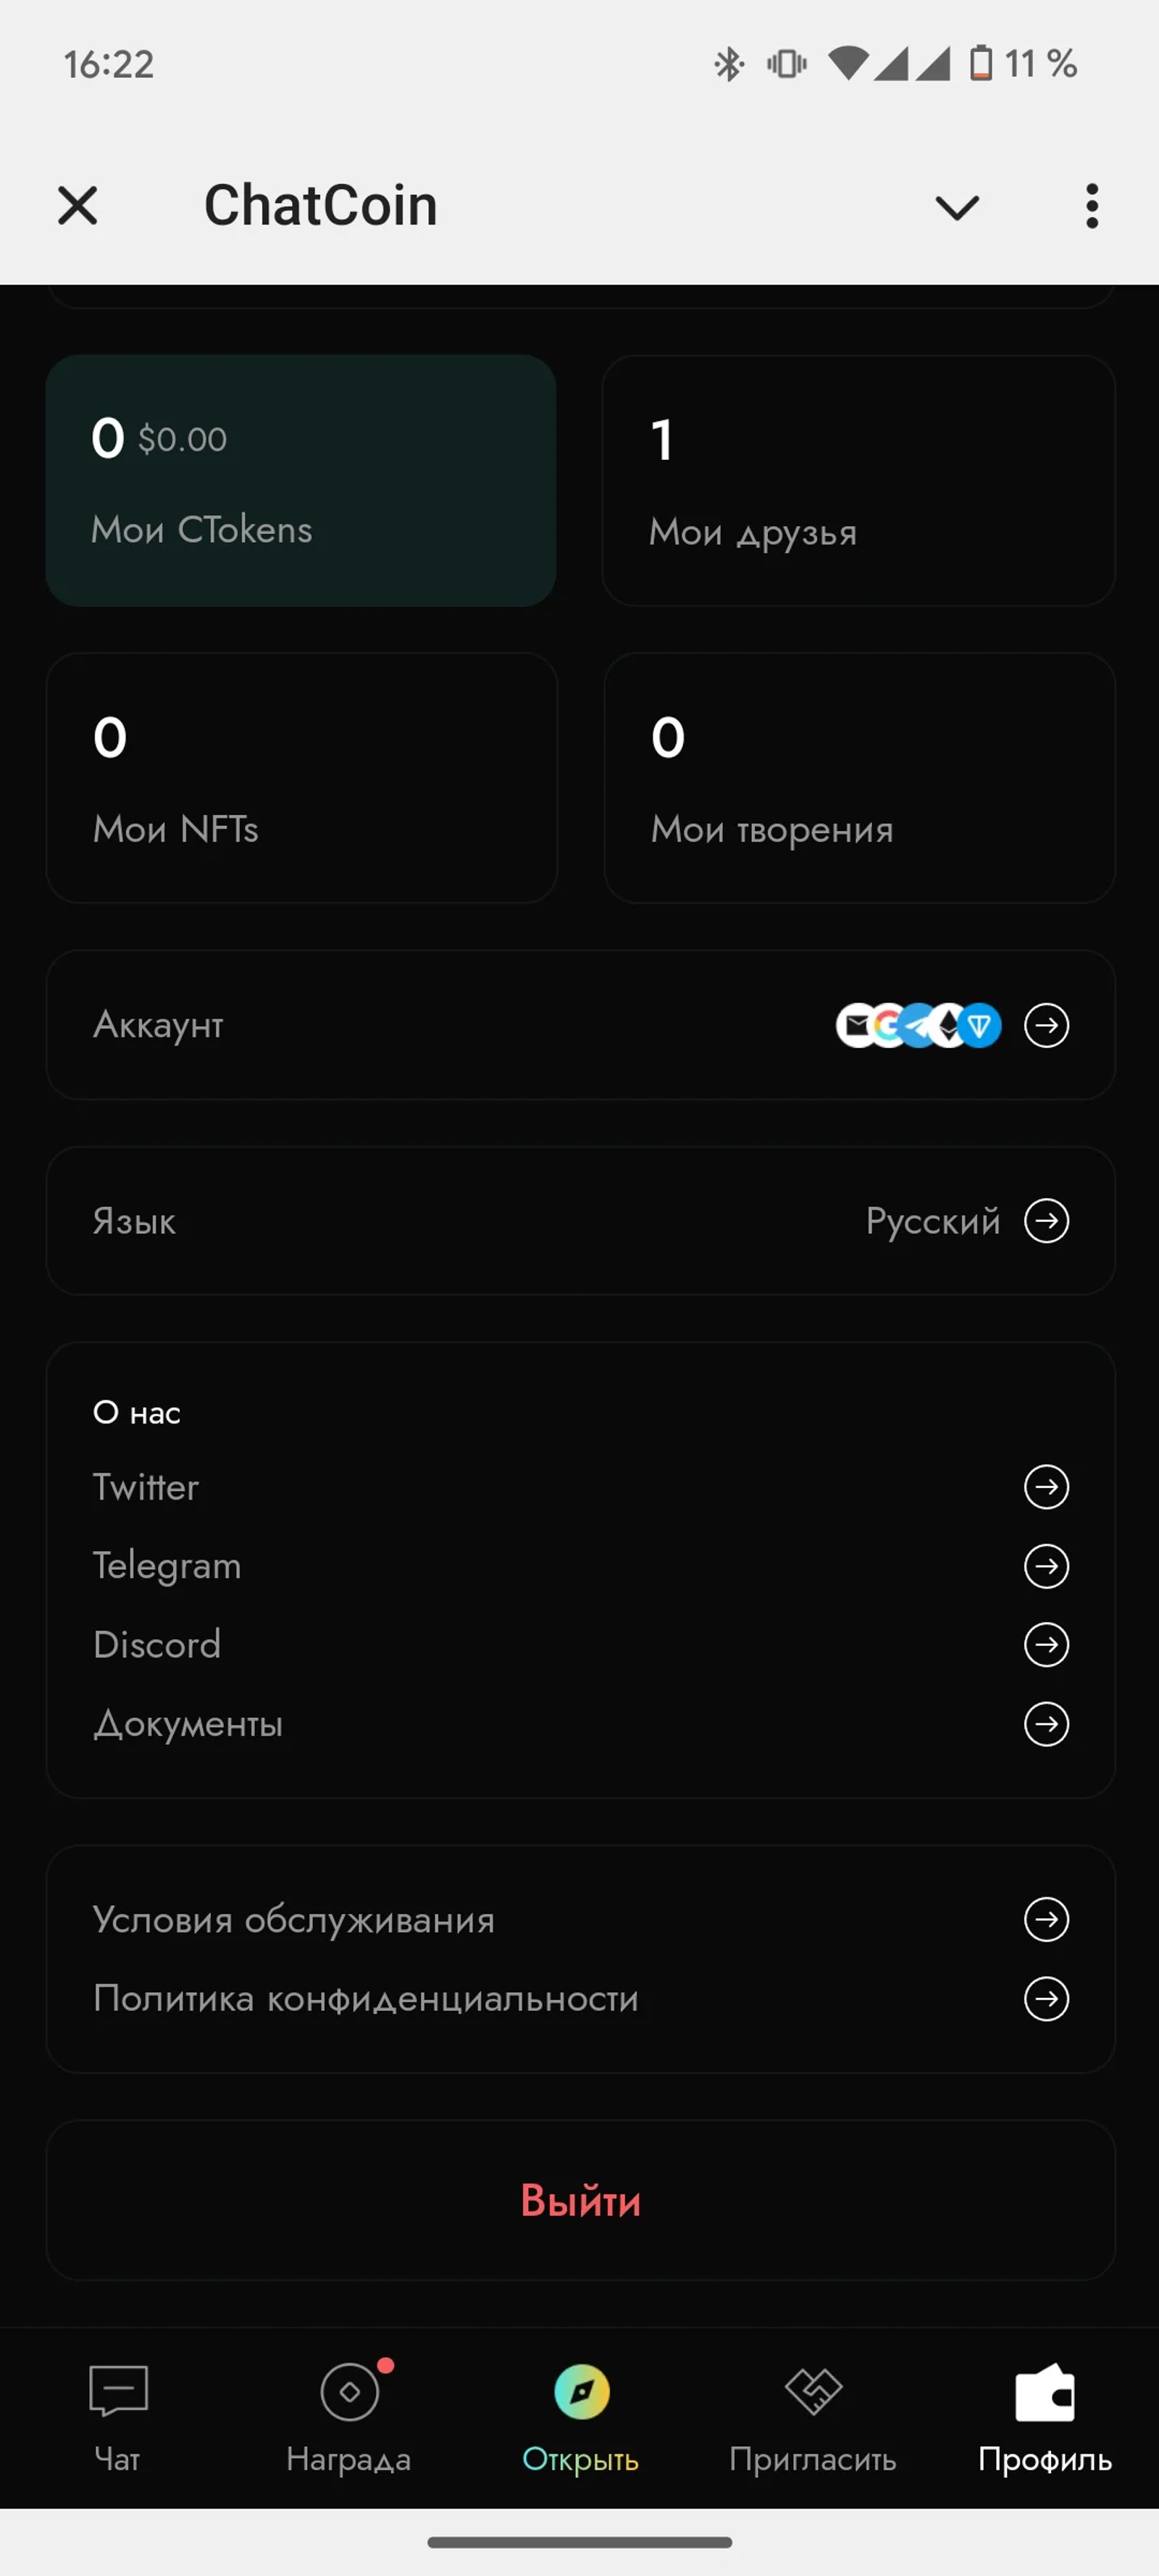 16:22
11 %
ChatCoin
0 $0.00
Мои CTokens
1
Мои друзья
0
Мои NFTs
0
Мои творения
Аккаунт
Язык
Русский
О нас
Twitter
Telegram
Discord
Документы
Условия обслуживания
Политика конфиденциальности
Выйти
Чат
Награда
Открыть
Пригласить
Профиль